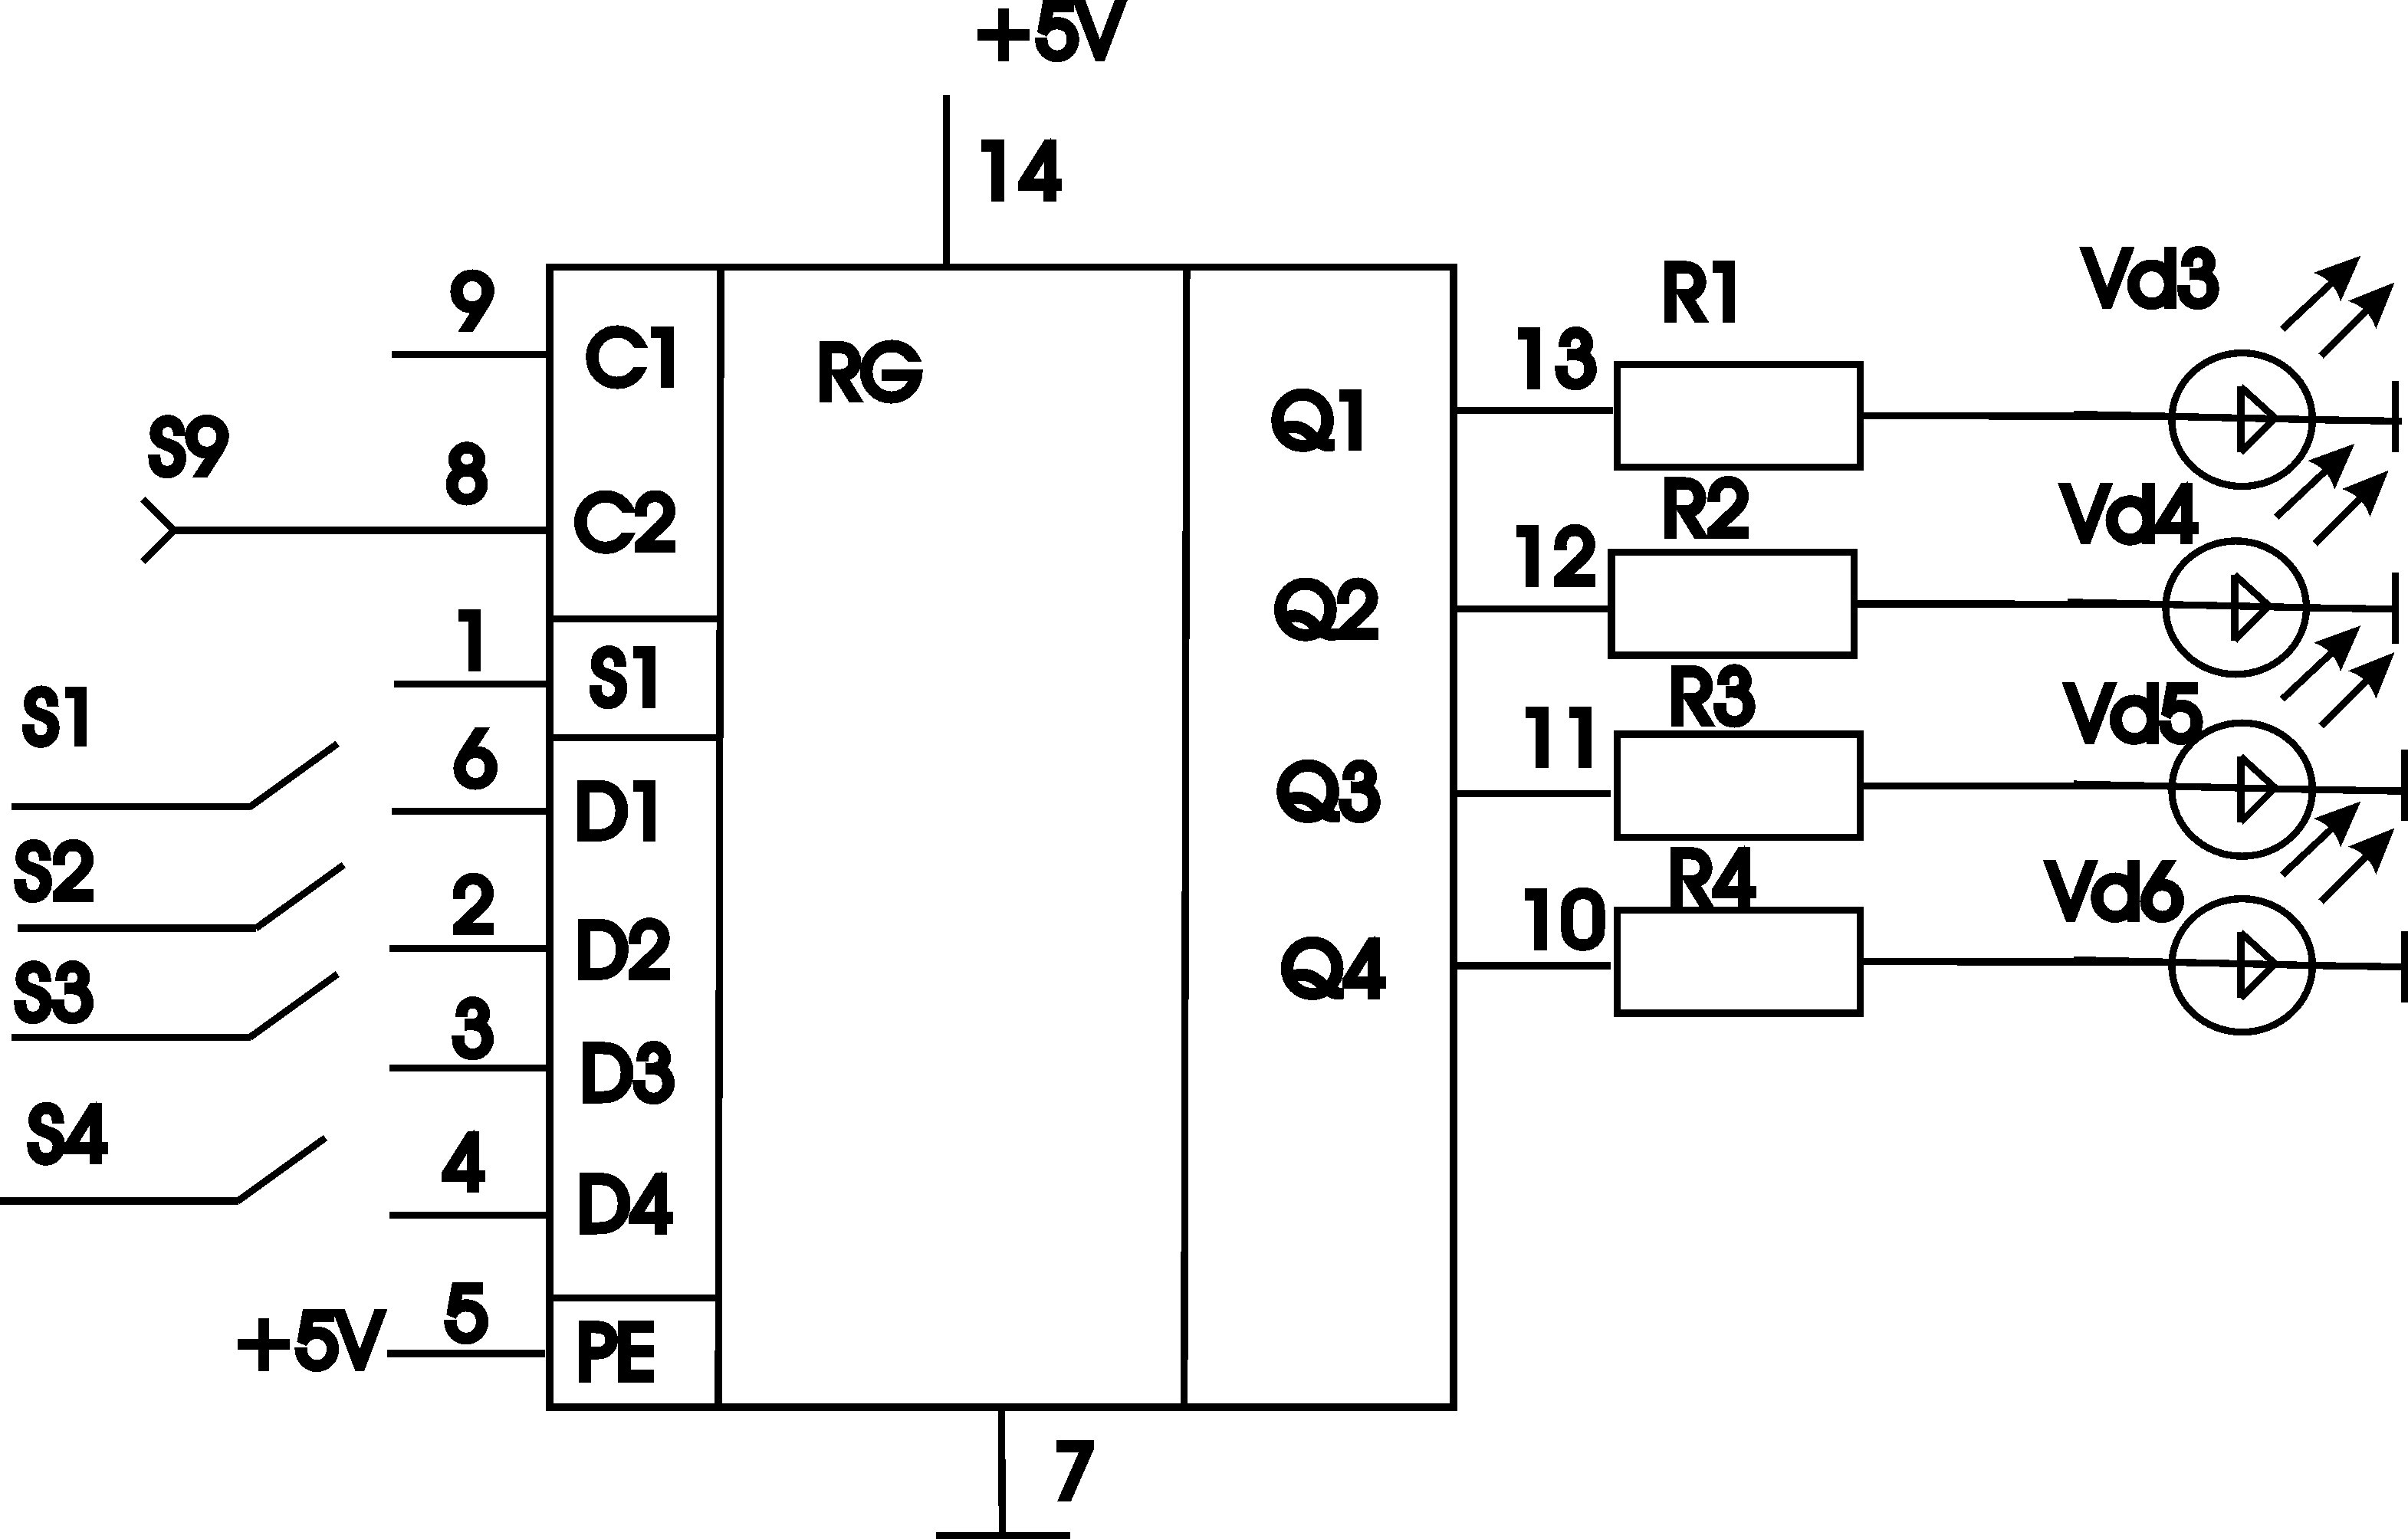 +5V
14
9
C1
RG
S9
8
C2
1
S1
S1
6
D1
S2
2
D2
S3
3
D3
S4
4
D4
+5V
5
PE
7
Q1
13
R1
Vd3
Q2
12
R2
Vd4
Q3
11
R3
Vd5
Q4
10
R4
Vd6